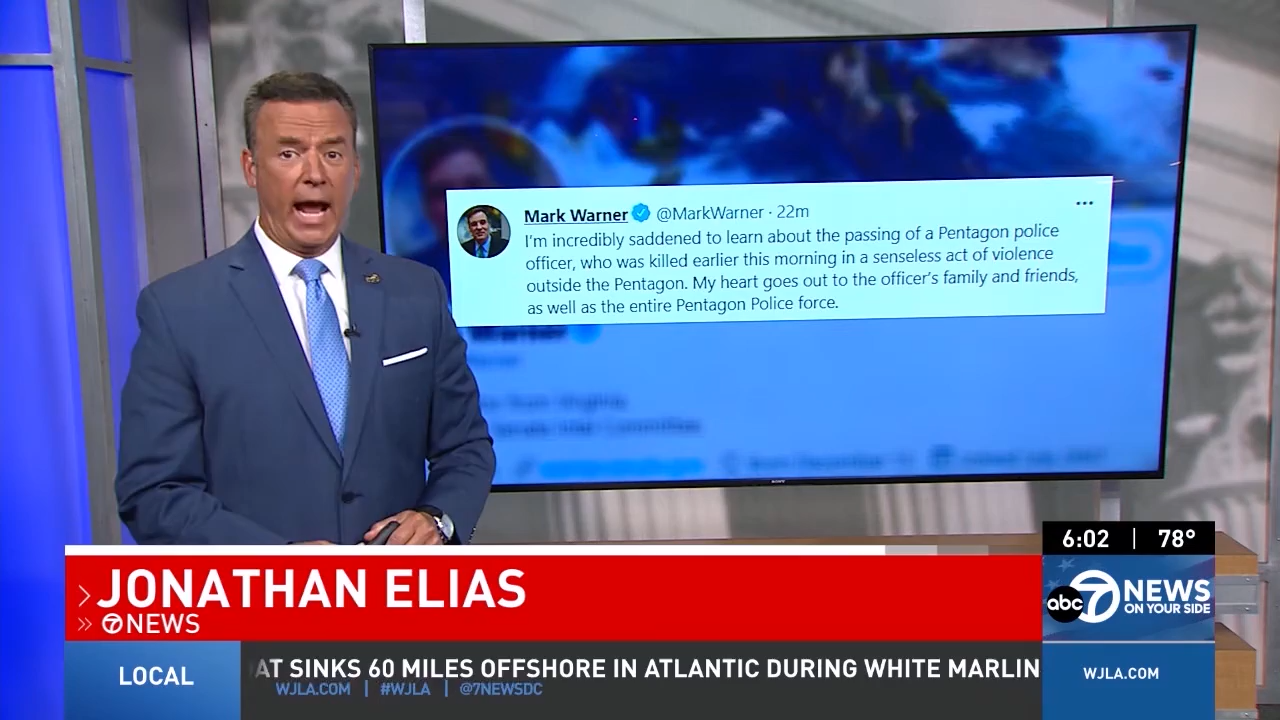 Mark Warner @MarkWarner · 22m
I'm incredibly saddened to learn about the passing of a Pentagon police
officer, who was killed earlier this morning in a senseless act of violence
outside the Pentagon. My heart goes out to the officer's family and friends,
as well as the entire Pentagon Police force.
SONY
6:02 | 78°
JONATHAN ELIAS
7 NEWS
abc 7 NEWS
ON YOUR SIDE
LOCAL
AT SINKS 60 MILES OFFSHORE IN ATLANTIC DURING WHITE MARLIN
WJLA.COM | #WJLA | @7NEWSDC
WJLA.COM